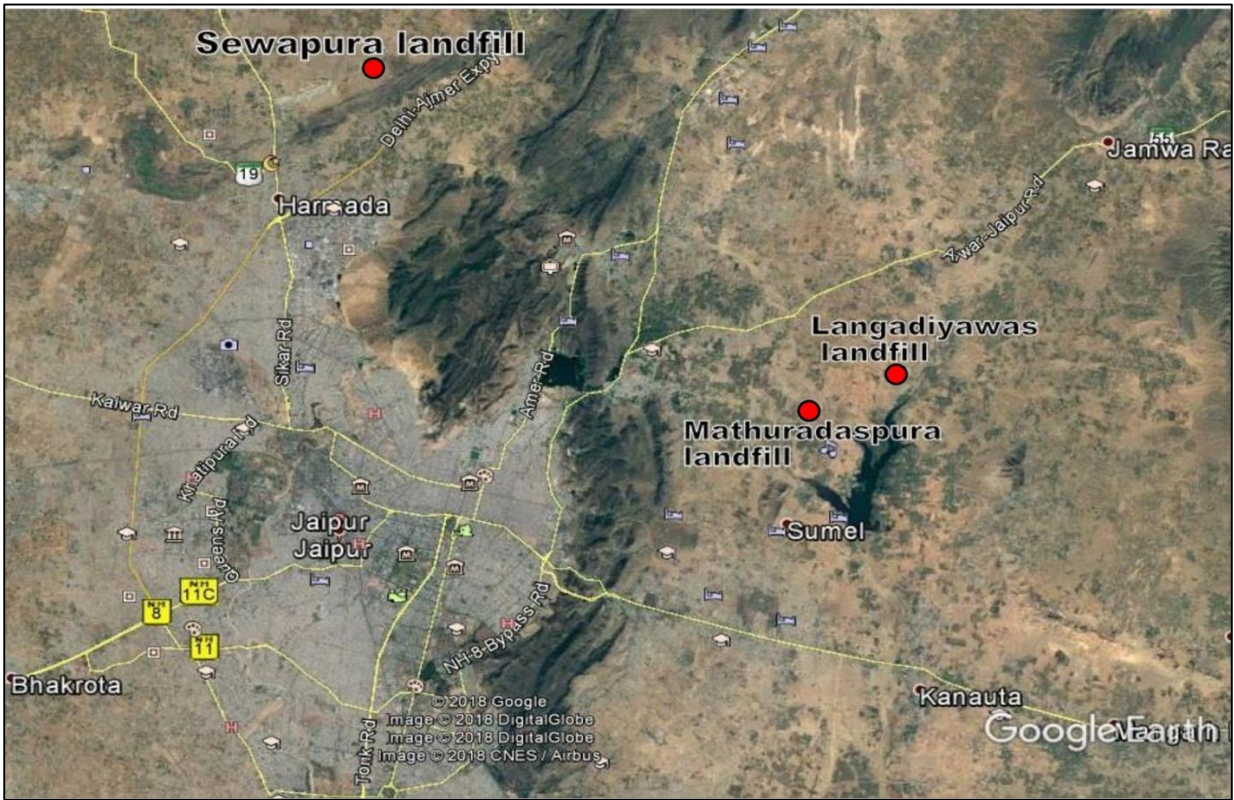 Sewapura landfill
Delhi-Ajmer Expy
55
Jamwa Ra
19
Harmada
Alwar-Jaipur Rd
Langadiyawas
landfill
Sikar Rd
Amer Rd
Kalwar Rd
Mathuradaspura
landfill
Khatipura Rd
Queens Rd
Jaipur
Jaipur
Sumel
NH
11C
NH
8
NH
11
NH-8-Bypass Rd
Bhakrota
Kanauta
© 2018 Google
Image © 2018 DigitalGlobe
Image © 2018 DigitalGlobe
Image © 2018 CNES / Airbus
Google Earth
Tonk Rd